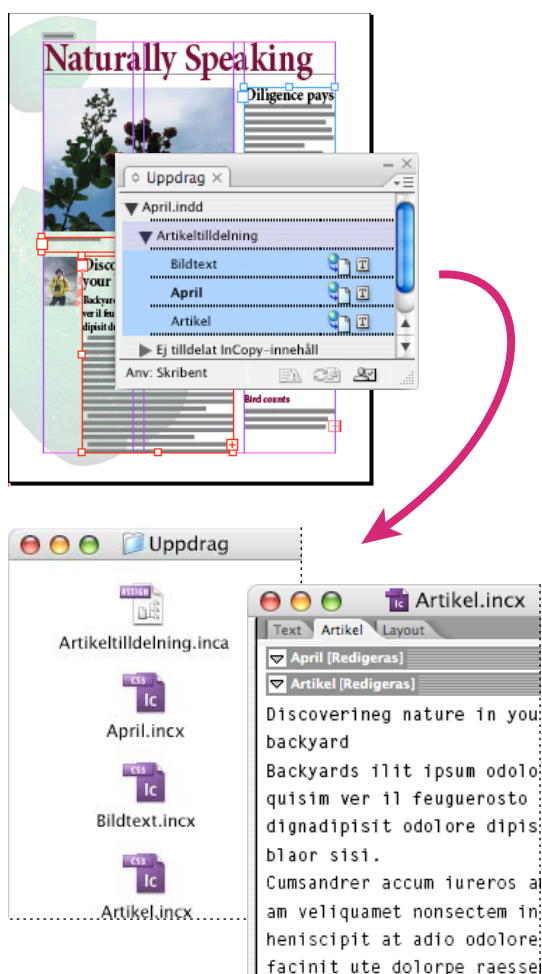 Naturally Speaking
Diligence pays
Uppdrag
April.indd
Artikeltilldelning
Bildtext
April
Artikel
Ej tilldelat InCopy-innehåll
Anv: Skribent
Disco
your
Backyar
ver il feu
dipisit d
Bird counts
Uppdrag
ASSIGN
Artikeltilldelning.inca
CS3
Ic
April.incx
CS3
Ic
Bildtext.incx
CS3
Ic
Artikel.incx
Ic Artikel.incx
Text Artikel Layout
April [Redigeras]
Artikel [Redigeras]
Discoverineg nature in you
backyard
Backyards ilit ipsum odolo
quisim ver il feuguerosto
dignadipisit odolore dipis
blaor sisi.
Cumsandrer accum iureros a
am veliquamet nonsectem in
heniscipit at adio odolore
facinit ute dolorpe raesse